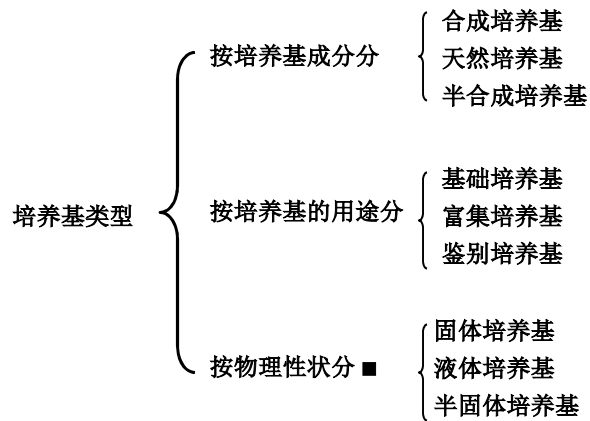 培养基类型
按培养基成分分
合成培养基
天然培养基
半合成培养基
按培养基的用途分
基础培养基
富集培养基
鉴别培养基
按物理性状分 ■
固体培养基
液体培养基
半固体培养基